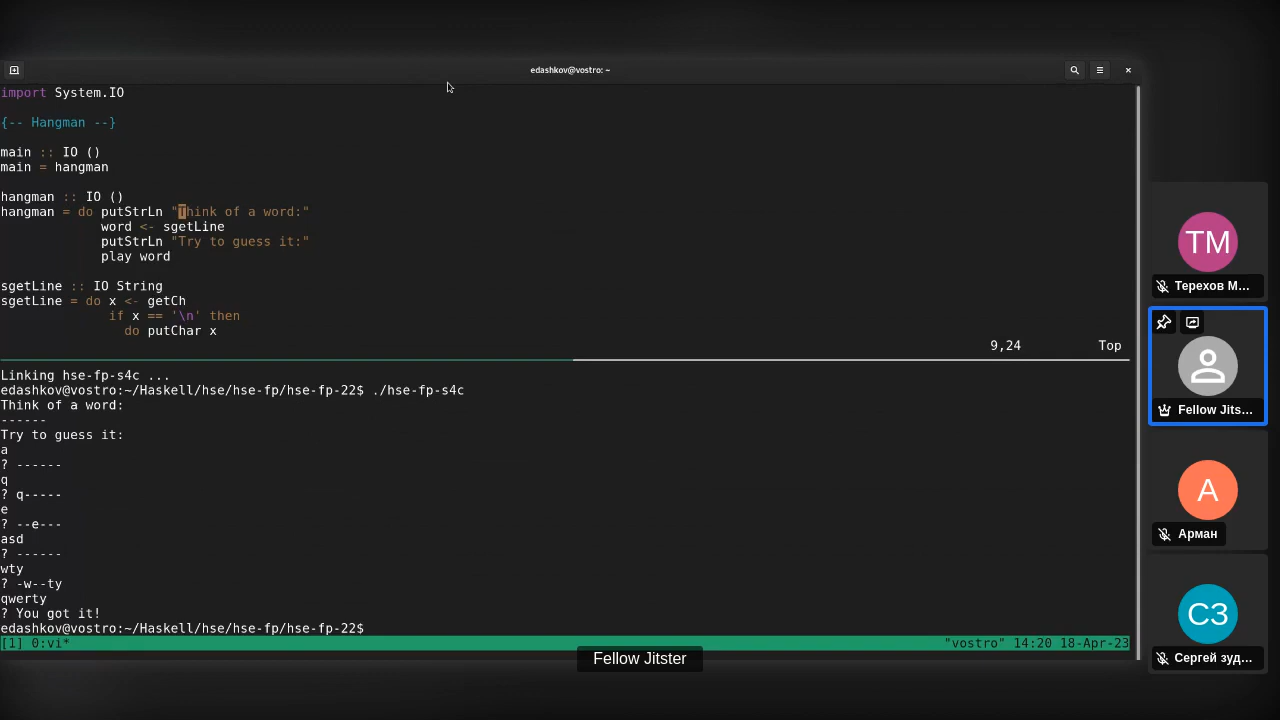 edashkov@vostro: ~
import System.IO
{-- Hangman --}
main :: IO ()
main = hangman
hangman :: IO ()
hangman = do putStrLn "Think of a word:"
word <- sgetLine
putStrLn "Try to guess it:"
play word
sgetLine :: IO String
sgetLine = do x <- getCh
if x == '\n' then
do putChar x
9,24 Top
Linking hse-fp-s4c ...
edashkov@vostro:~/Haskell/hse/hse-fp/hse-fp-22$ ./hse-fp-s4c
Think of a word:
------
Try to guess it:
a
? ------
q
? q-----
e
? --e---
asd
? ------
wty
? -w--ty
qwerty
? You got it!
edashkov@vostro:~/Haskell/hse/hse-fp/hse-fp-22$
[1] 0:vi* "vostro" 14:20 18-Apr-23
Fellow Jitster
TM
Терехов М...
Fellow Jits...
A
Арман
СЗ
Сергей зуд...